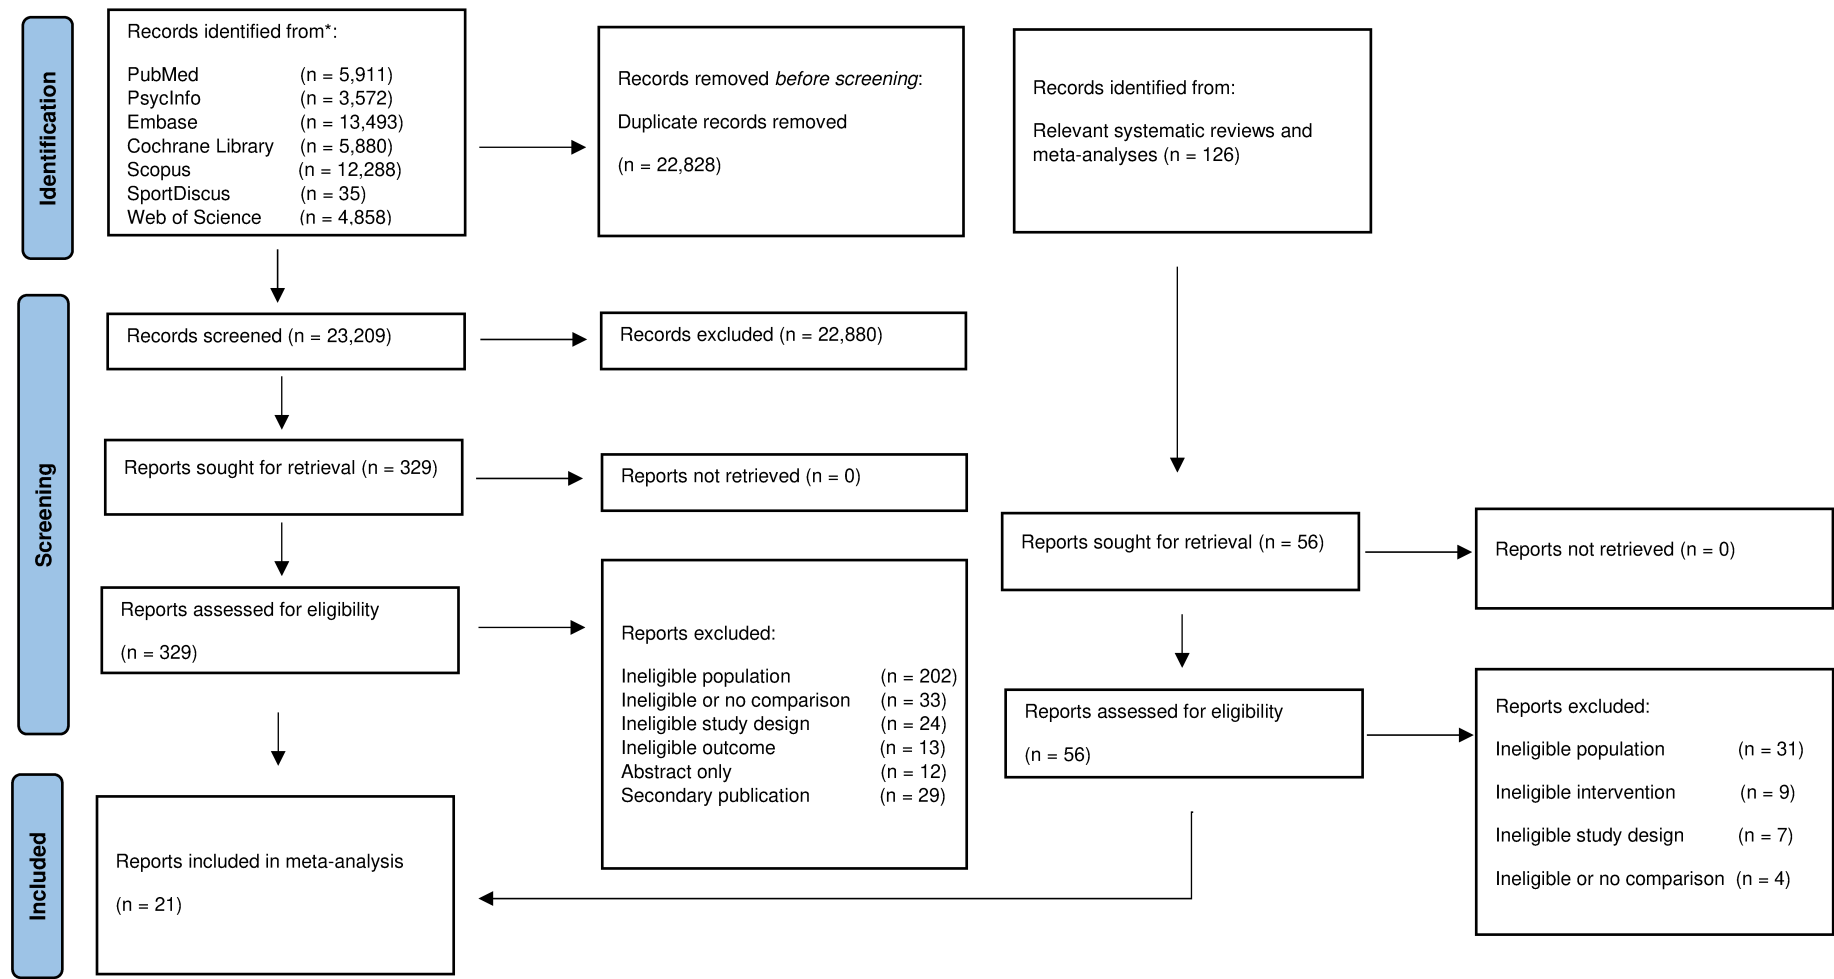 Identification
Records identified from*:
PubMed (n = 5,911)
PsycInfo (n = 3,572)
Embase (n = 13,493)
Cochrane Library (n = 5,880)
Scopus (n = 12,288)
SportDiscus (n = 35)
Web of Science (n = 4,858)
Records removed before screening:
Duplicate records removed
(n = 22,828)
Records identified from:
Relevant systematic reviews and
meta-analyses (n = 126)
Screening
Records screened (n = 23,209)
Records excluded (n = 22,880)
Reports sought for retrieval (n = 329)
Reports not retrieved (n = 0)
Reports sought for retrieval (n = 56)
Reports not retrieved (n = 0)
Reports assessed for eligibility
(n = 329)
Reports excluded:
Ineligible population (n = 202)
Ineligible or no comparison (n = 33)
Ineligible study design (n = 24)
Ineligible outcome (n = 13)
Abstract only (n = 12)
Secondary publication (n = 29)
Reports assessed for eligibility
(n = 56)
Reports excluded:
Ineligible population (n = 31)
Ineligible intervention (n = 9)
Ineligible study design (n = 7)
Ineligible or no comparison (n = 4)
Included
Reports included in meta-analysis
(n = 21)